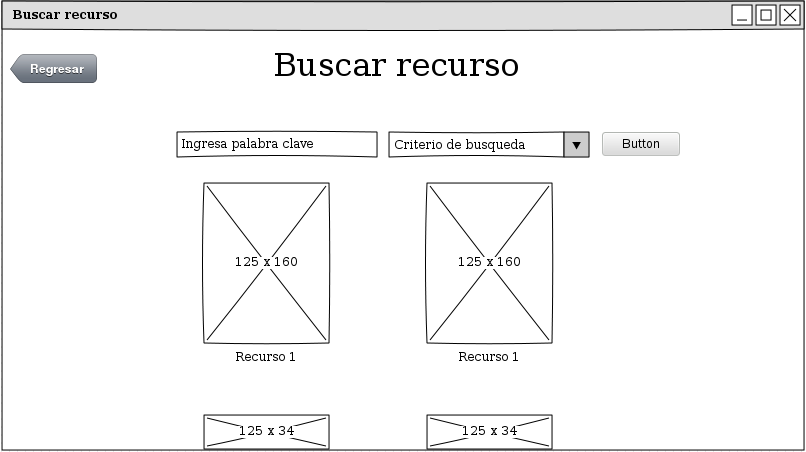 Buscar recurso
Regresar
Buscar recurso
Ingresa palabra clave
Criterio de busqueda
Button
125 x 160
125 x 160
Recurso 1
Recurso 1
125 x 34
125 x 34